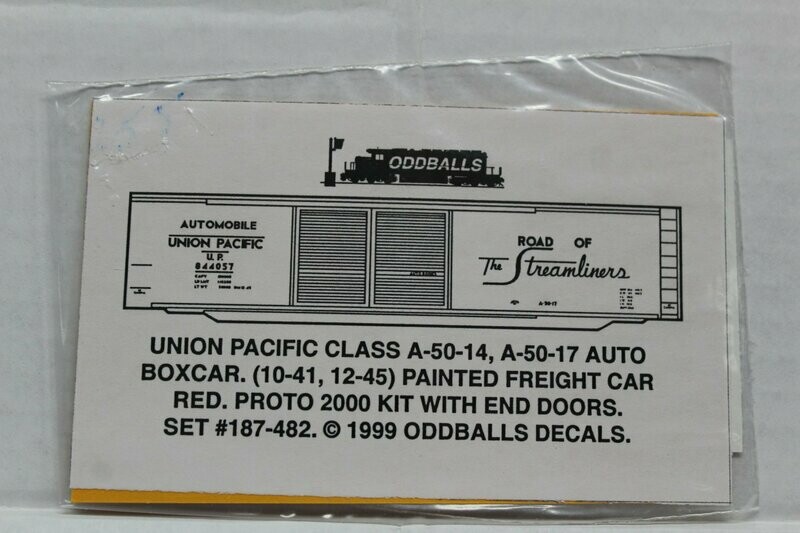 ODDBALLS
AUTOMOBILE
UNION PACIFIC
U.P.
844057
ROAD OF
The Streamliners
A-50-17
UNION PACIFIC CLASS A-50-14, A-50-17 AUTO
BOXCAR. (10-41, 12-45) PAINTED FREIGHT CAR
RED. PROTO 2000 KIT WITH END DOORS.
SET #187-482. © 1999 ODDBALLS DECALS.